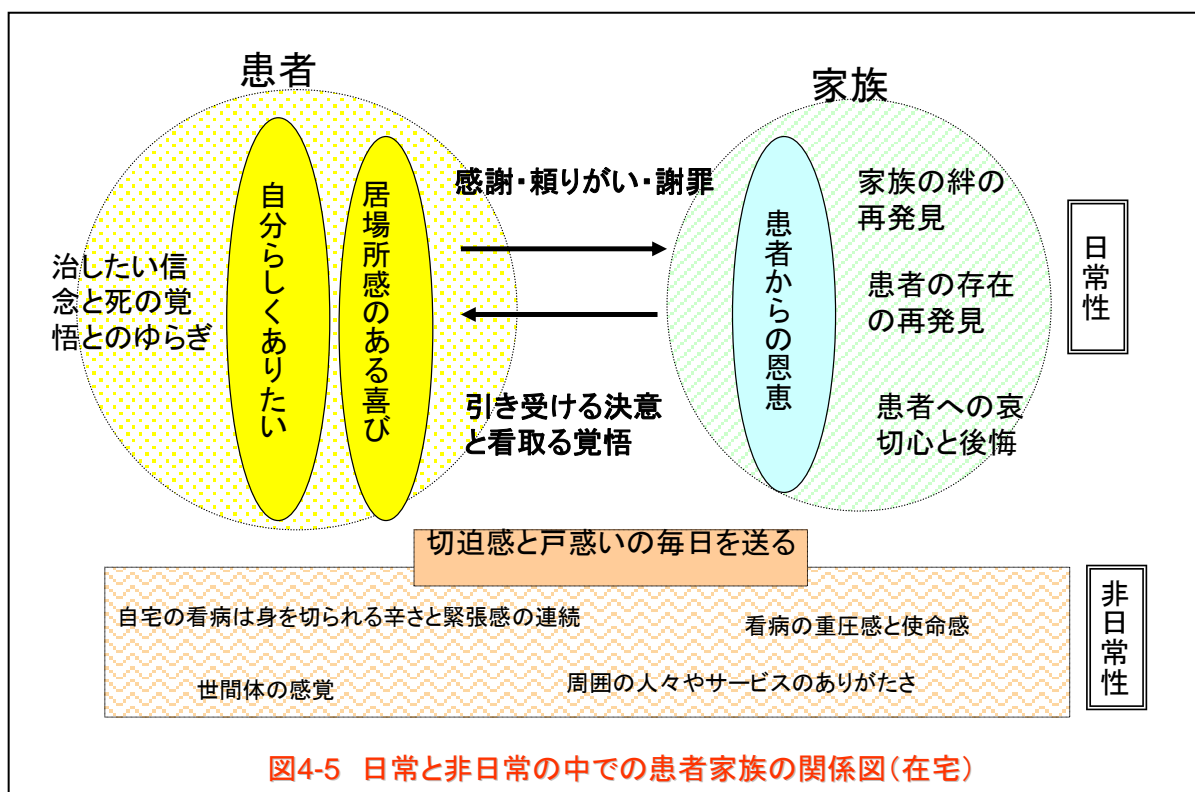 患者
家族
自分らしくありたい
居場所感のある喜び
治したい信
念と死の覚
悟とのゆらぎ
感謝・頼りがい・謝罪
引き受ける決意
と看取る覚悟
患者からの恩恵
家族の絆の
再発見
患者の存在
の再発見
患者への哀
切心と後悔
日常性
切迫感と戸惑いの毎日を送る
自宅の看病は身を切られる辛さと緊張感の連続
看病の重圧感と使命感
世間体の感覚
周囲の人々やサービスのありがたさ
非日常性
図4-5 日常と非日常の中での患者家族の関係図(在宅)